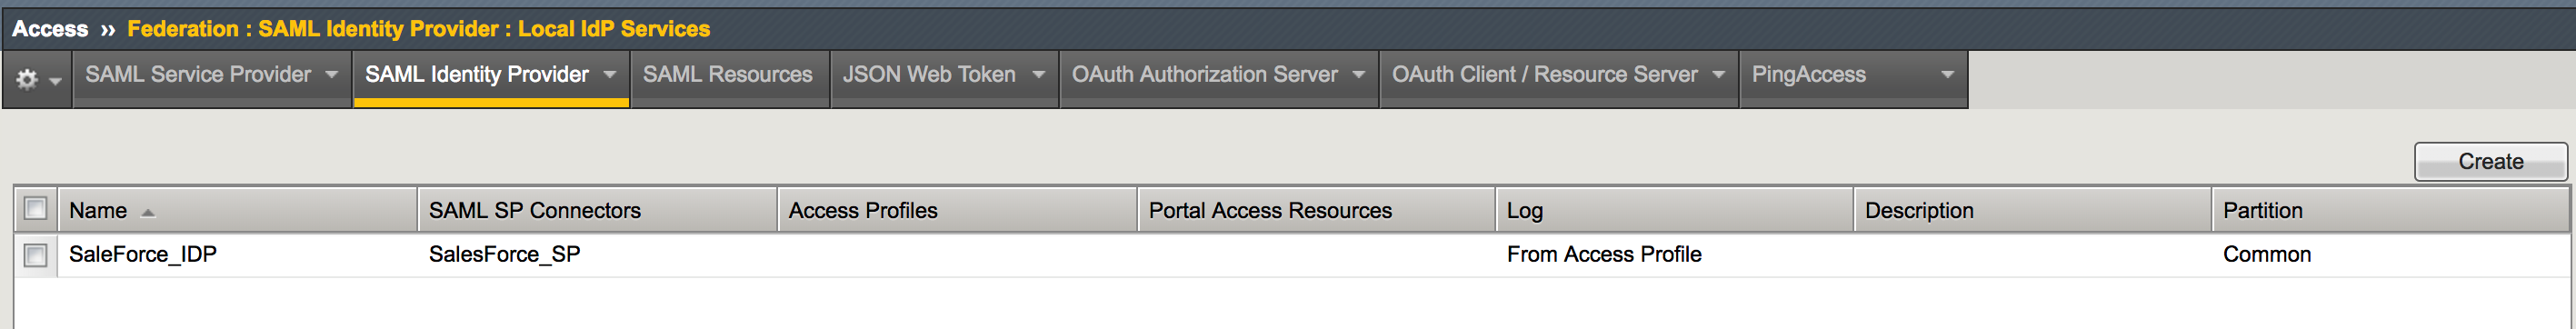 Access ›› Federation : SAML Identity Provider : Local IdP Services
SAML Service Provider SAML Identity Provider SAML Resources JSON Web Token OAuth Authorization Server OAuth Client / Resource Server PingAccess
Create
Name SAML SP Connectors Access Profiles Portal Access Resources Log Description Partition
SaleForce_IDP SalesForce_SP From Access Profile Common